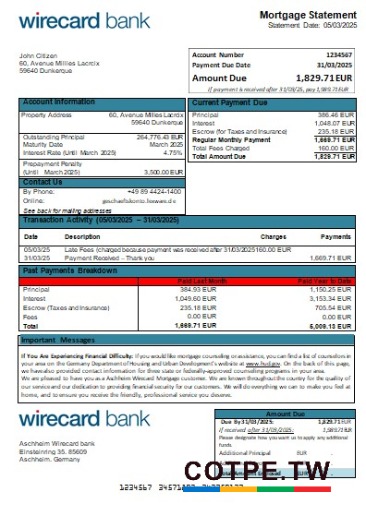 wirecard bank
Mortgage Statement
Statement Date: 05/03/2025
John Citizen
60, Avenue Milles Lacroix
59640 Dunkerque
Account Number 1234567
Payment Due Date 31/03/2025
Amount Due 1,829.71EUR
(if payment is received after 31/03/25, pay 1,989.71EUR
Account Information
Property Address 60, Avenue Milles Lacroix
59640 Dunkerque
Outstanding Principal 264,776.43 EUR
Maturity Date March 2025
Interest Rate (Until March 2025) 4.75%
Prepayment Penalty
(Until March 2025) 3,500.00 EUR
Contact Us
By Phone: +49 89 4424-1400
Online:
See back for mailing addresses
Current Payment Due
Principal 386.46 EUR
Interest 1,048.07 EUR
Escrow (for Taxes and Insurance) 235.18 EUR
Regular Monthly Payment 1,669.71 EUR
Total Fees Charged 160.00 EUR
Total Amount Due 1,829.71 EUR
Transaction Activity (05/03/2025 – 31/03/2025)
Date Description Charges Payments
05/03/25 Late Fees (charged because payment was received after 31/03/2025160.00 EUR
31/03/25 Payment Received – Thank you 1,669.71 EUR
Past Payments Breakdown
Paid Last Month Paid Year to Date
Principal 384.93 EUR 1,150.25 EUR
Interest 1,049.60 EUR 3,153.34 EUR
Escrow (Taxes and Insurance) 235.18 EUR 705.54 EUR
Fees 0.00 EUR 0.00 EUR
Total 1,669.71 EUR 5,009.13 EUR
Important Messages
If You Are Experiencing Financial Dificulty: If you would like mortgage counseling or assistance, you can find a list of counselors in
your area on the Germany Department of Housing and Urban Development's website at www.hud.gov. On the back of this page,
we have also provided contact information for three state or federally-approved counseling programs in your area.
We are pleased to have you as a Aschheim Wirecard Mortgage customer. We are known throughout the country for the quality of
our service and our dedication to providing financial security for our customers. We will do everything we can to make you feel at
home, and to ensure you receive the friendly, professional service you deserve.
wirecard bank
Aschheim Wirecard bank
Einsteinring 35. 85609
Aschheim. Germany
Amount Due
Due By 31/03/2025: 1,829.71 EUR
If received after 31/03/2025: 1,989.71 EUR
Please designate how you want us to apply any additional
funds.
Additional Principal EUR
COTPE.TW
1234567